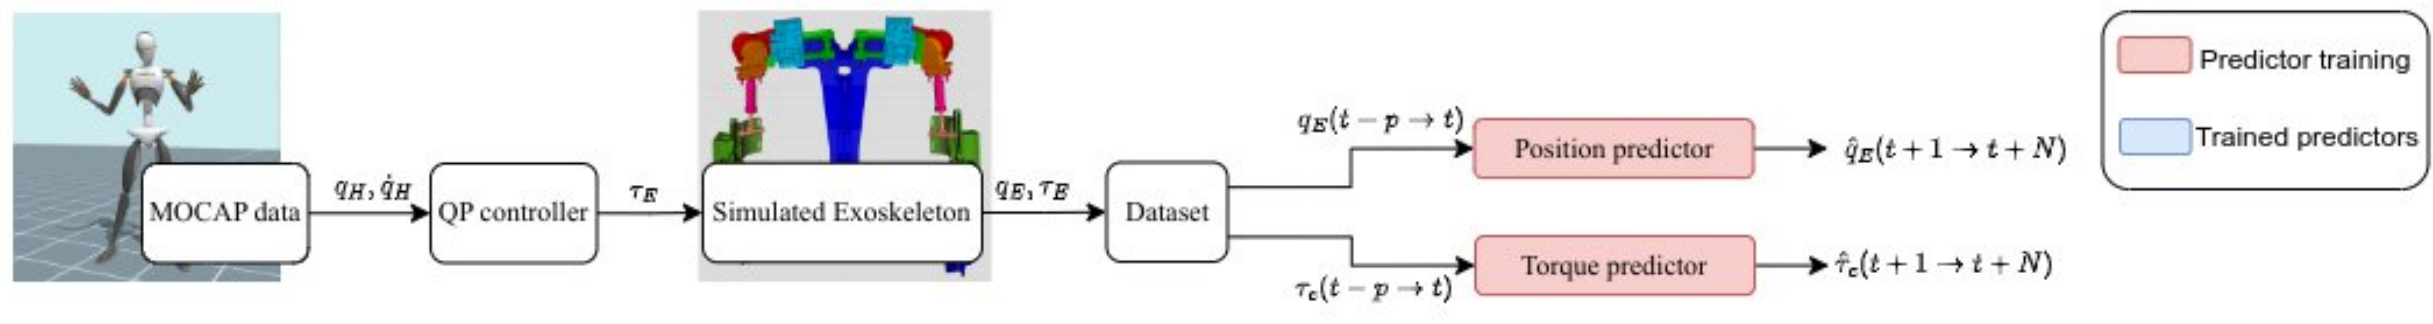 MOCAP data
q_H, q̇_H
QP controller
τ_E
Simulated Exoskeleton
q_E, τ_E
Dataset
q_E(t − p → t)
Position predictor
q̂_E(t + 1 → t + N)
τ_c(t − p → t)
Torque predictor
τ̂_c(t + 1 → t + N)
Predictor training
Trained predictors